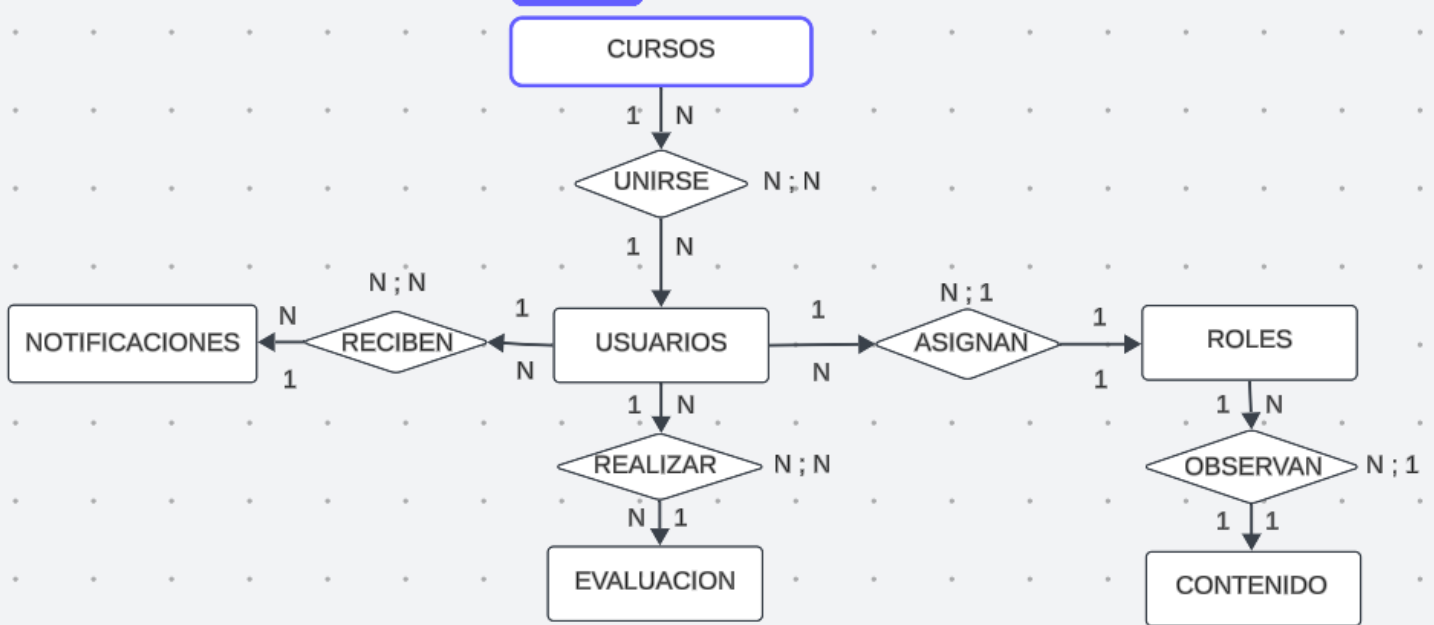 CURSOS
1 N
UNIRSE N ; N
1 N
N ; N
N ; 1
N 1 1 1
NOTIFICACIONES RECIBEN USUARIOS ASIGNAN ROLES
1 N N 1
1 N 1 N
REALIZAR N ; N OBSERVAN N ; 1
N 1 1 1
EVALUACION CONTENIDO